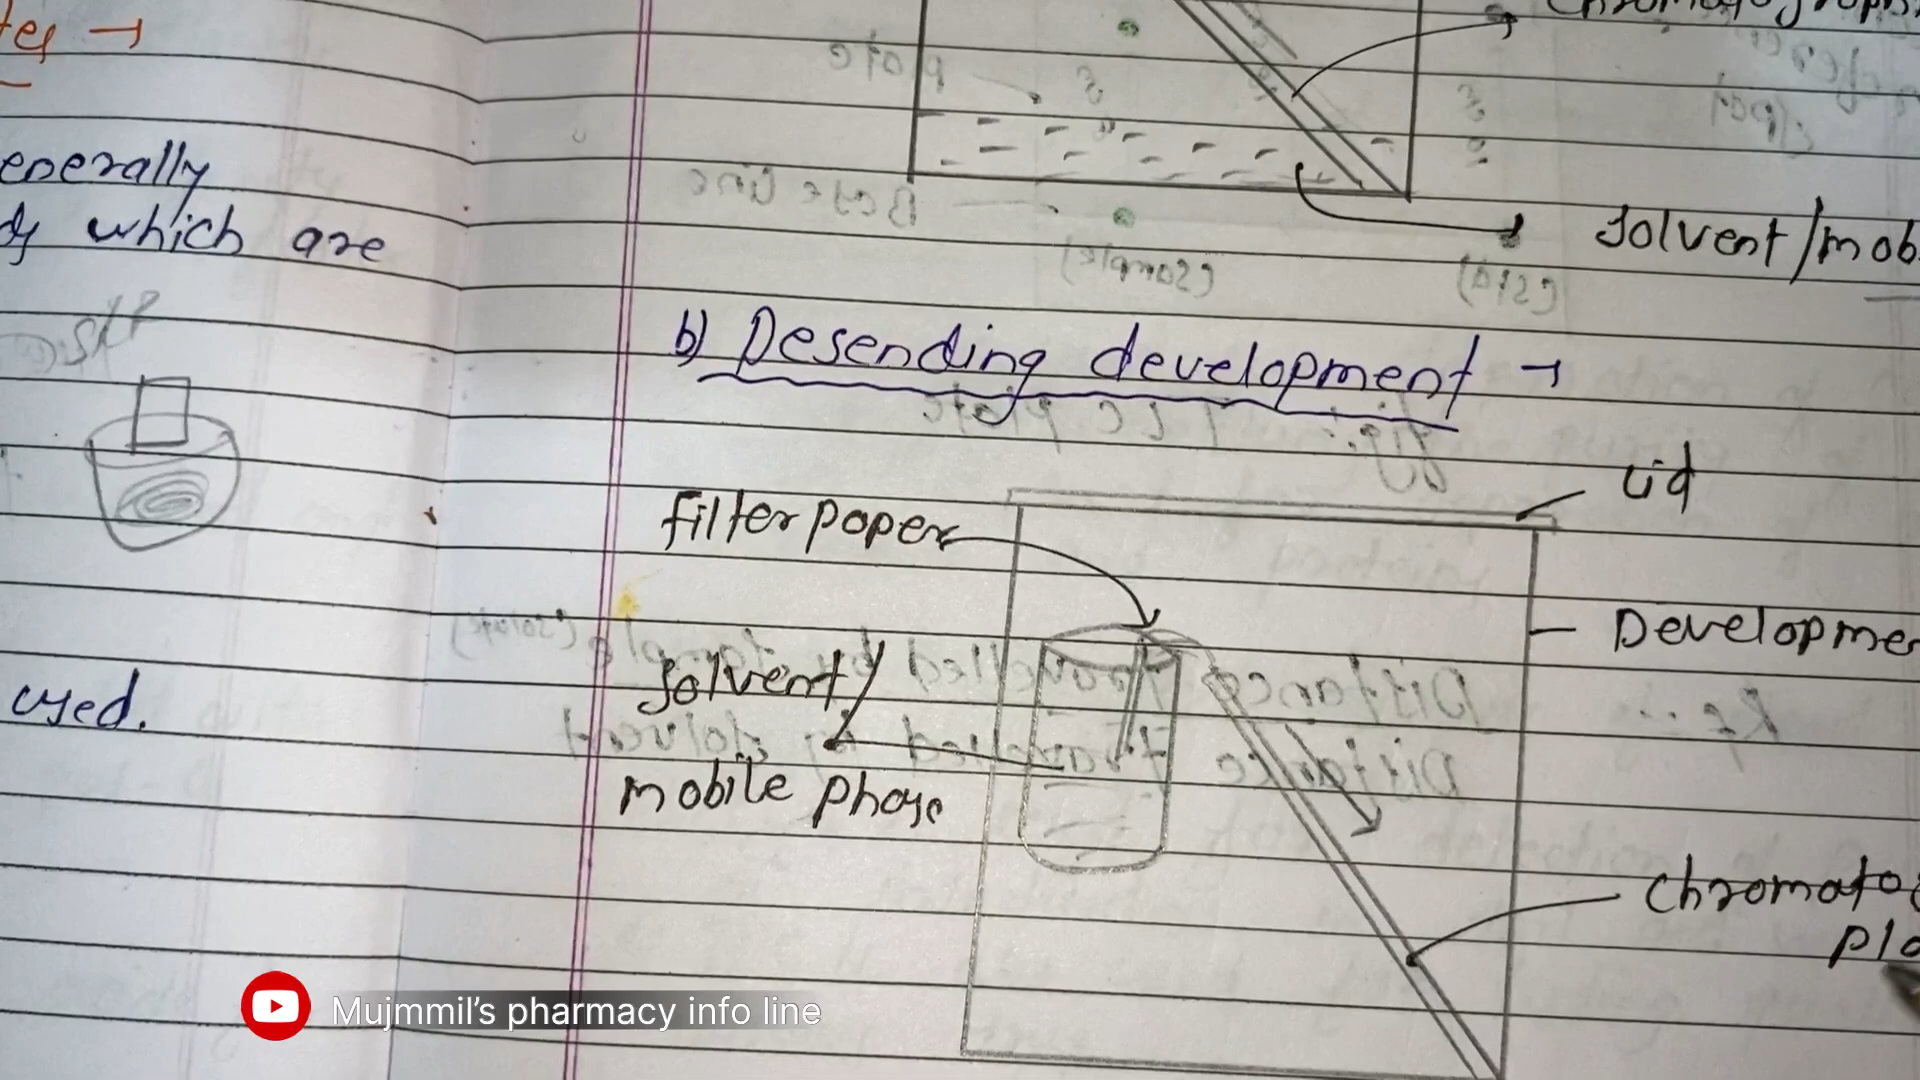 enerally
which are
Solvent/mob
b) Desending development →
Lid
filter paper
Developme
Solvent/
used.
mobile phase
chromato
pla
Mujmmil's pharmacy info line